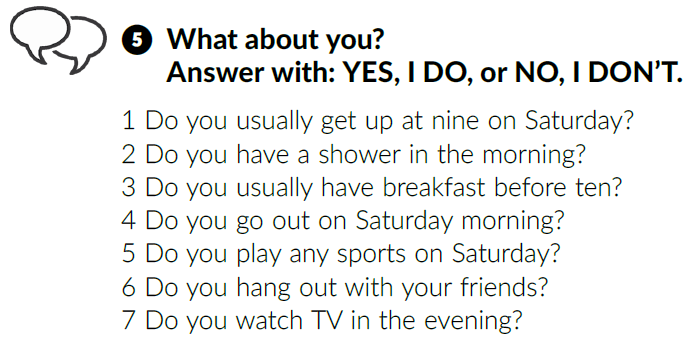 5 What about you?
Answer with: YES, I DO, or NO, I DON'T.
1 Do you usually get up at nine on Saturday?
2 Do you have a shower in the morning?
3 Do you usually have breakfast before ten?
4 Do you go out on Saturday morning?
5 Do you play any sports on Saturday?
6 Do you hang out with your friends?
7 Do you watch TV in the evening?